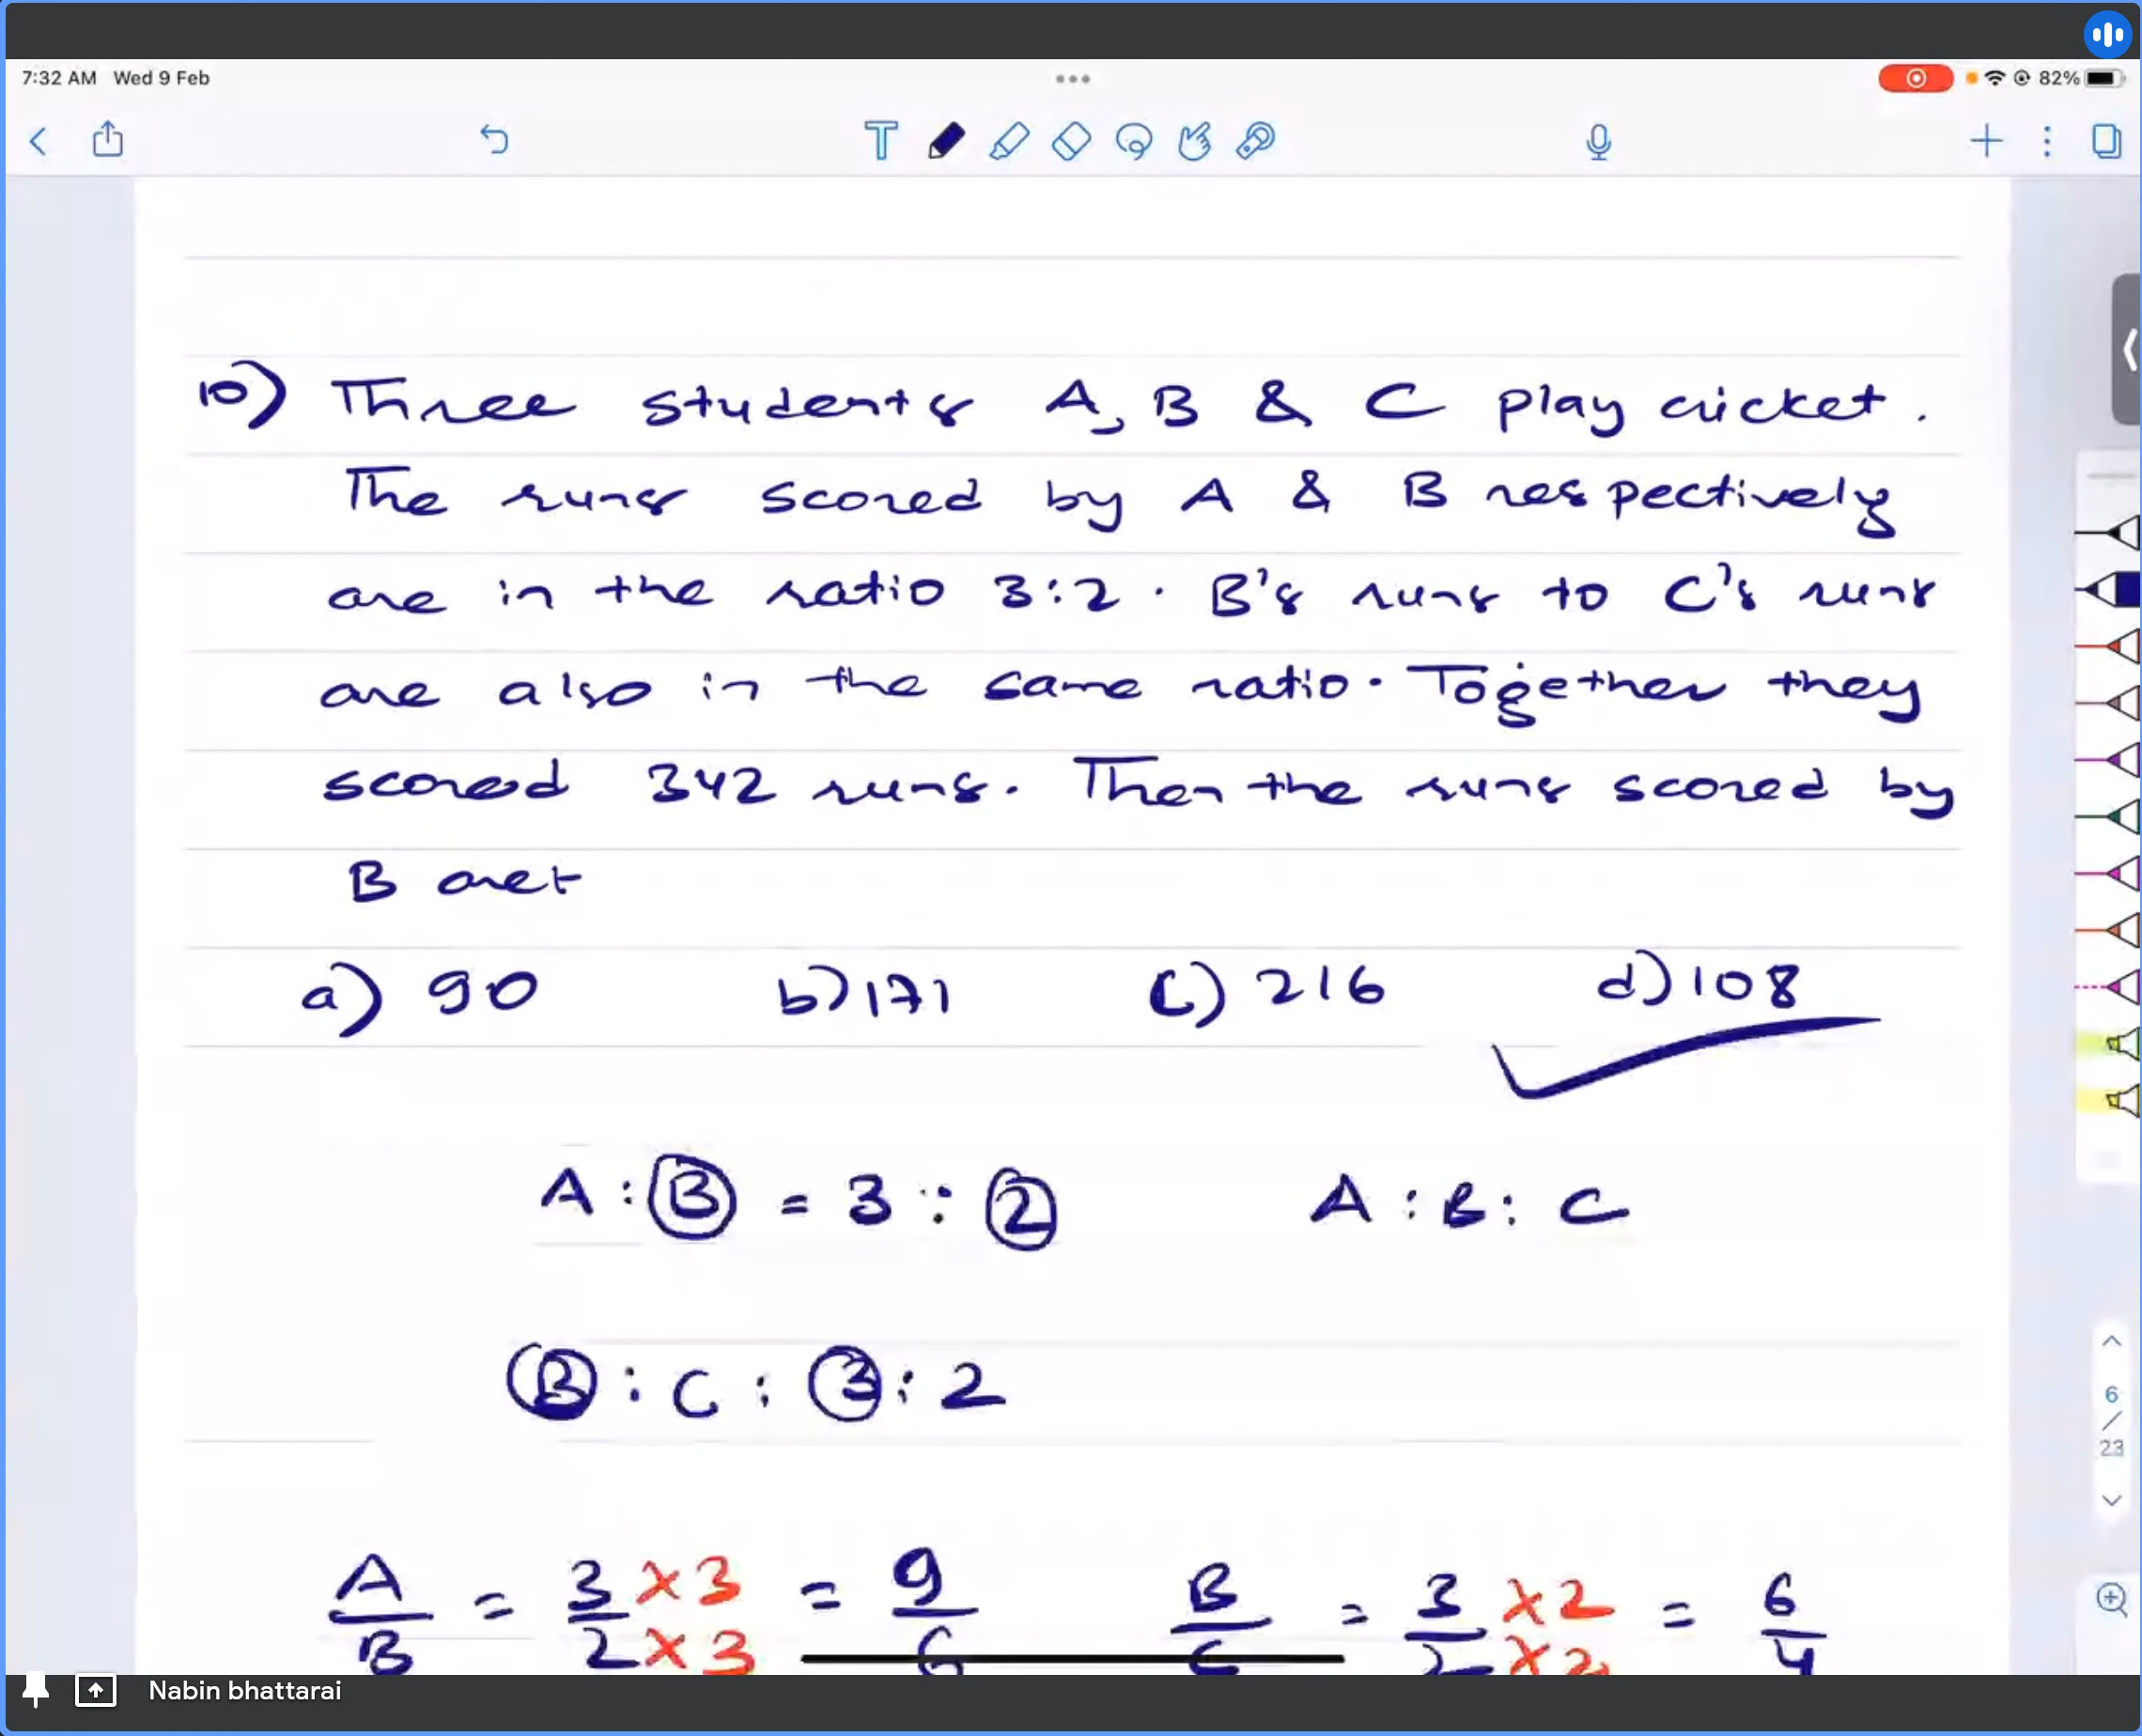 7:32 AM Wed 9 Feb
82%
10) Three students A, B & C play cricket.
The runs scored by A & B respectively
are in the ratio 3:2. B's runs to C's runs
are also in the same ratio. Together they
scored 342 runs. Then the runs scored by
B are
a) 90 b) 171 c) 216 d) 108
A : B = 3 : 2 A : B : C
B : C : 3 : 2
A/B = 3/2 ×3/×3 = 9/6 B/C = 3/2 ×2/×2 = 6/4
6
/
23
Nabin bhattarai